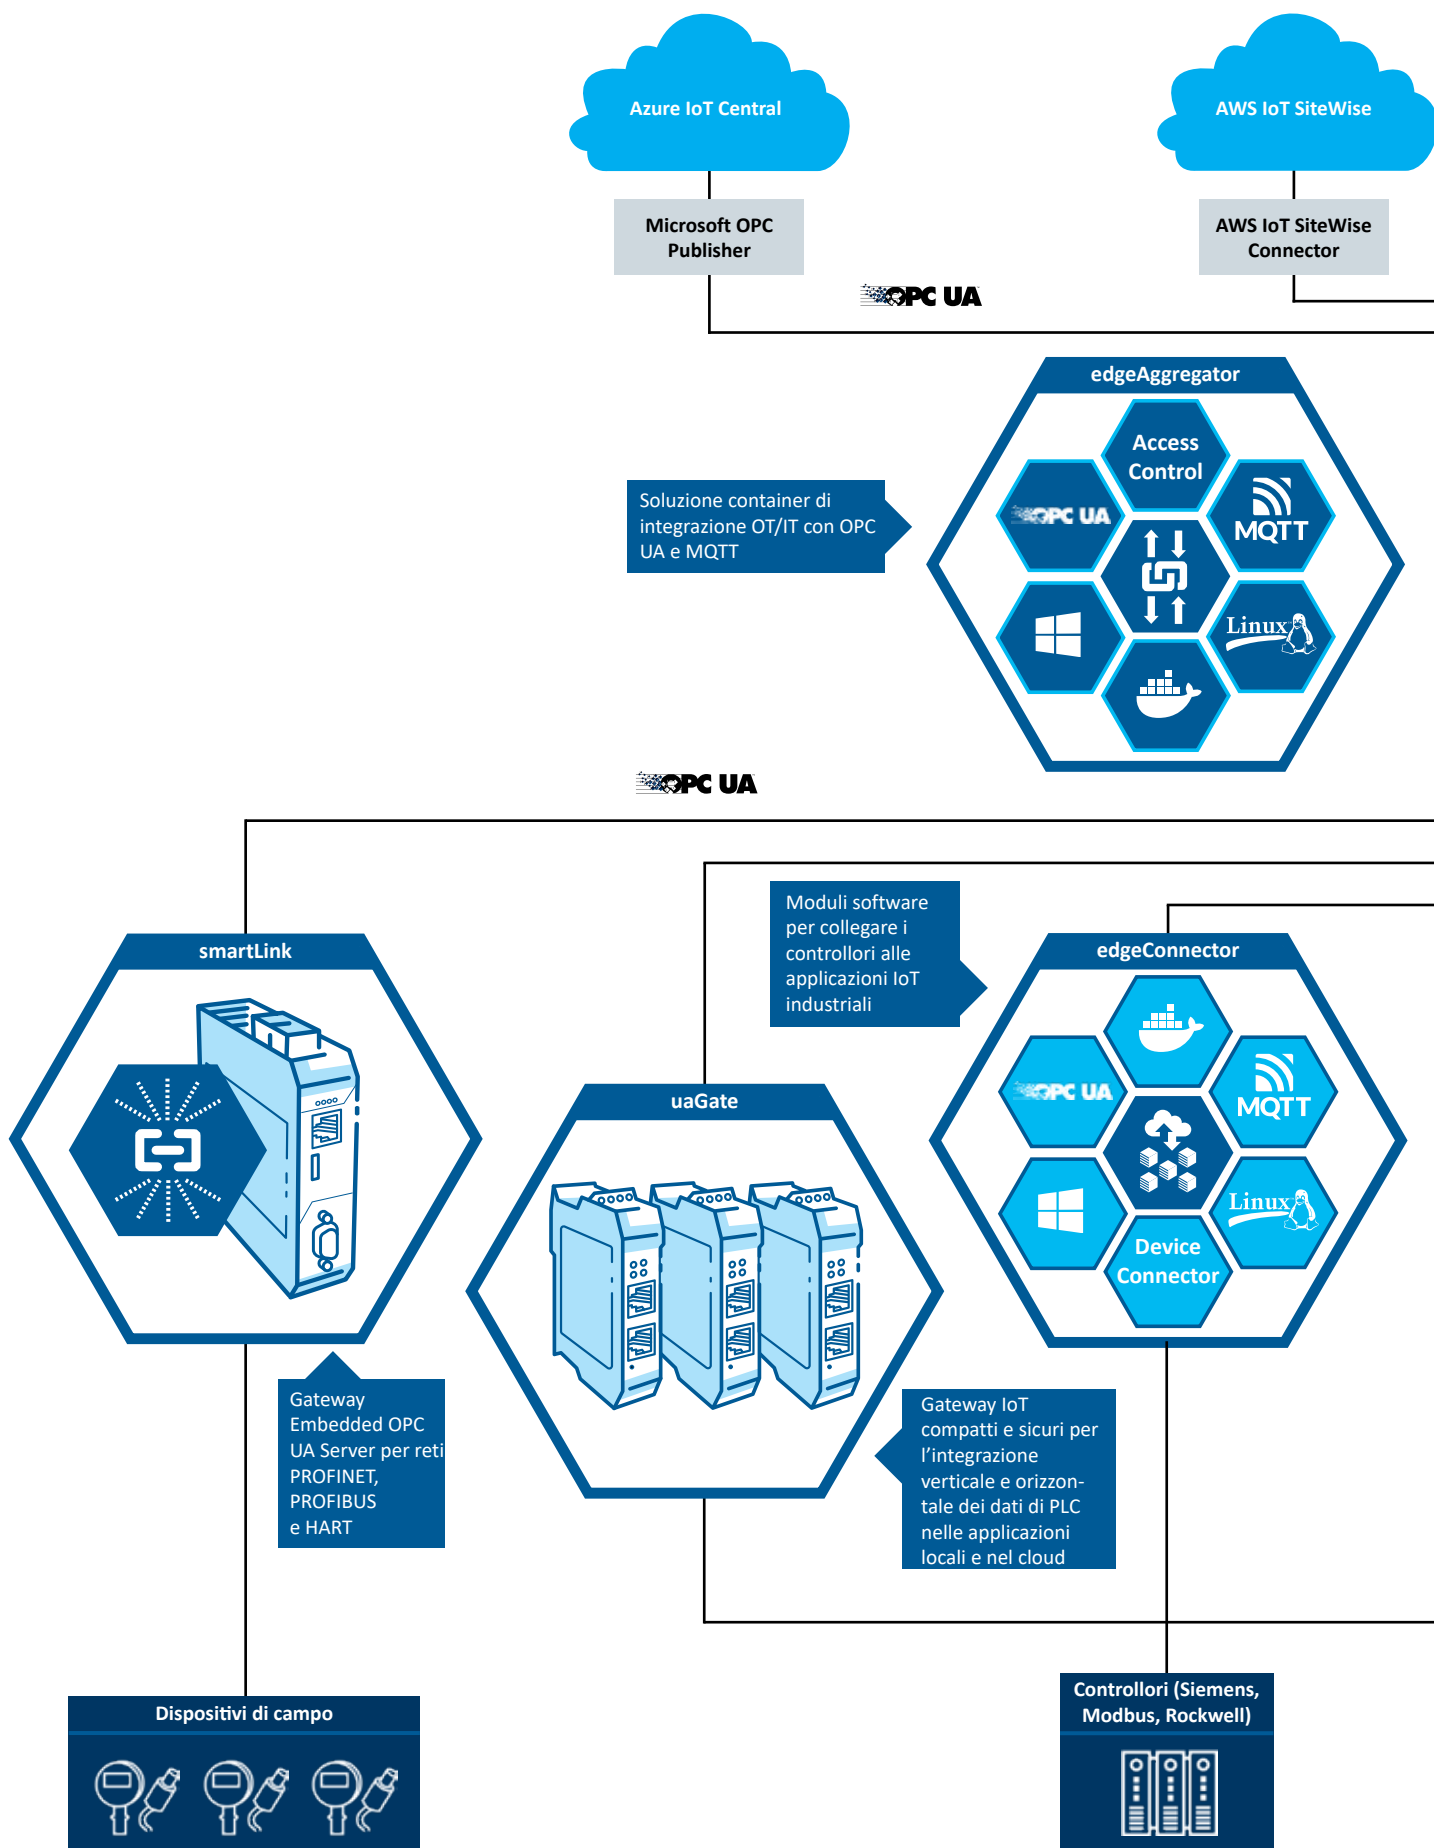 Azure IoT Central
AWS IoT SiteWise
Microsoft OPC
Publisher
AWS IoT SiteWise
Connector
OPC UA
edgeAggregator
Access
Control
OPC UA
MQTT
Linux
Soluzione container di
integrazione OT/IT con OPC
UA e MQTT
OPC UA
Moduli software
per collegare i
controllori alle
applicazioni IoT
industriali
smartLink
edgeConnector
OPC UA
MQTT
Linux
Device
Connector
uaGate
Gateway
Embedded OPC
UA Server per reti
PROFINET,
PROFIBUS
e HART
Gateway IoT
compatti e sicuri per
l’integrazione
verticale e orizzon-
tale dei dati di PLC
nelle applicazioni
locali e nel cloud
Dispositivi di campo
Controllori (Siemens,
Modbus, Rockwell)